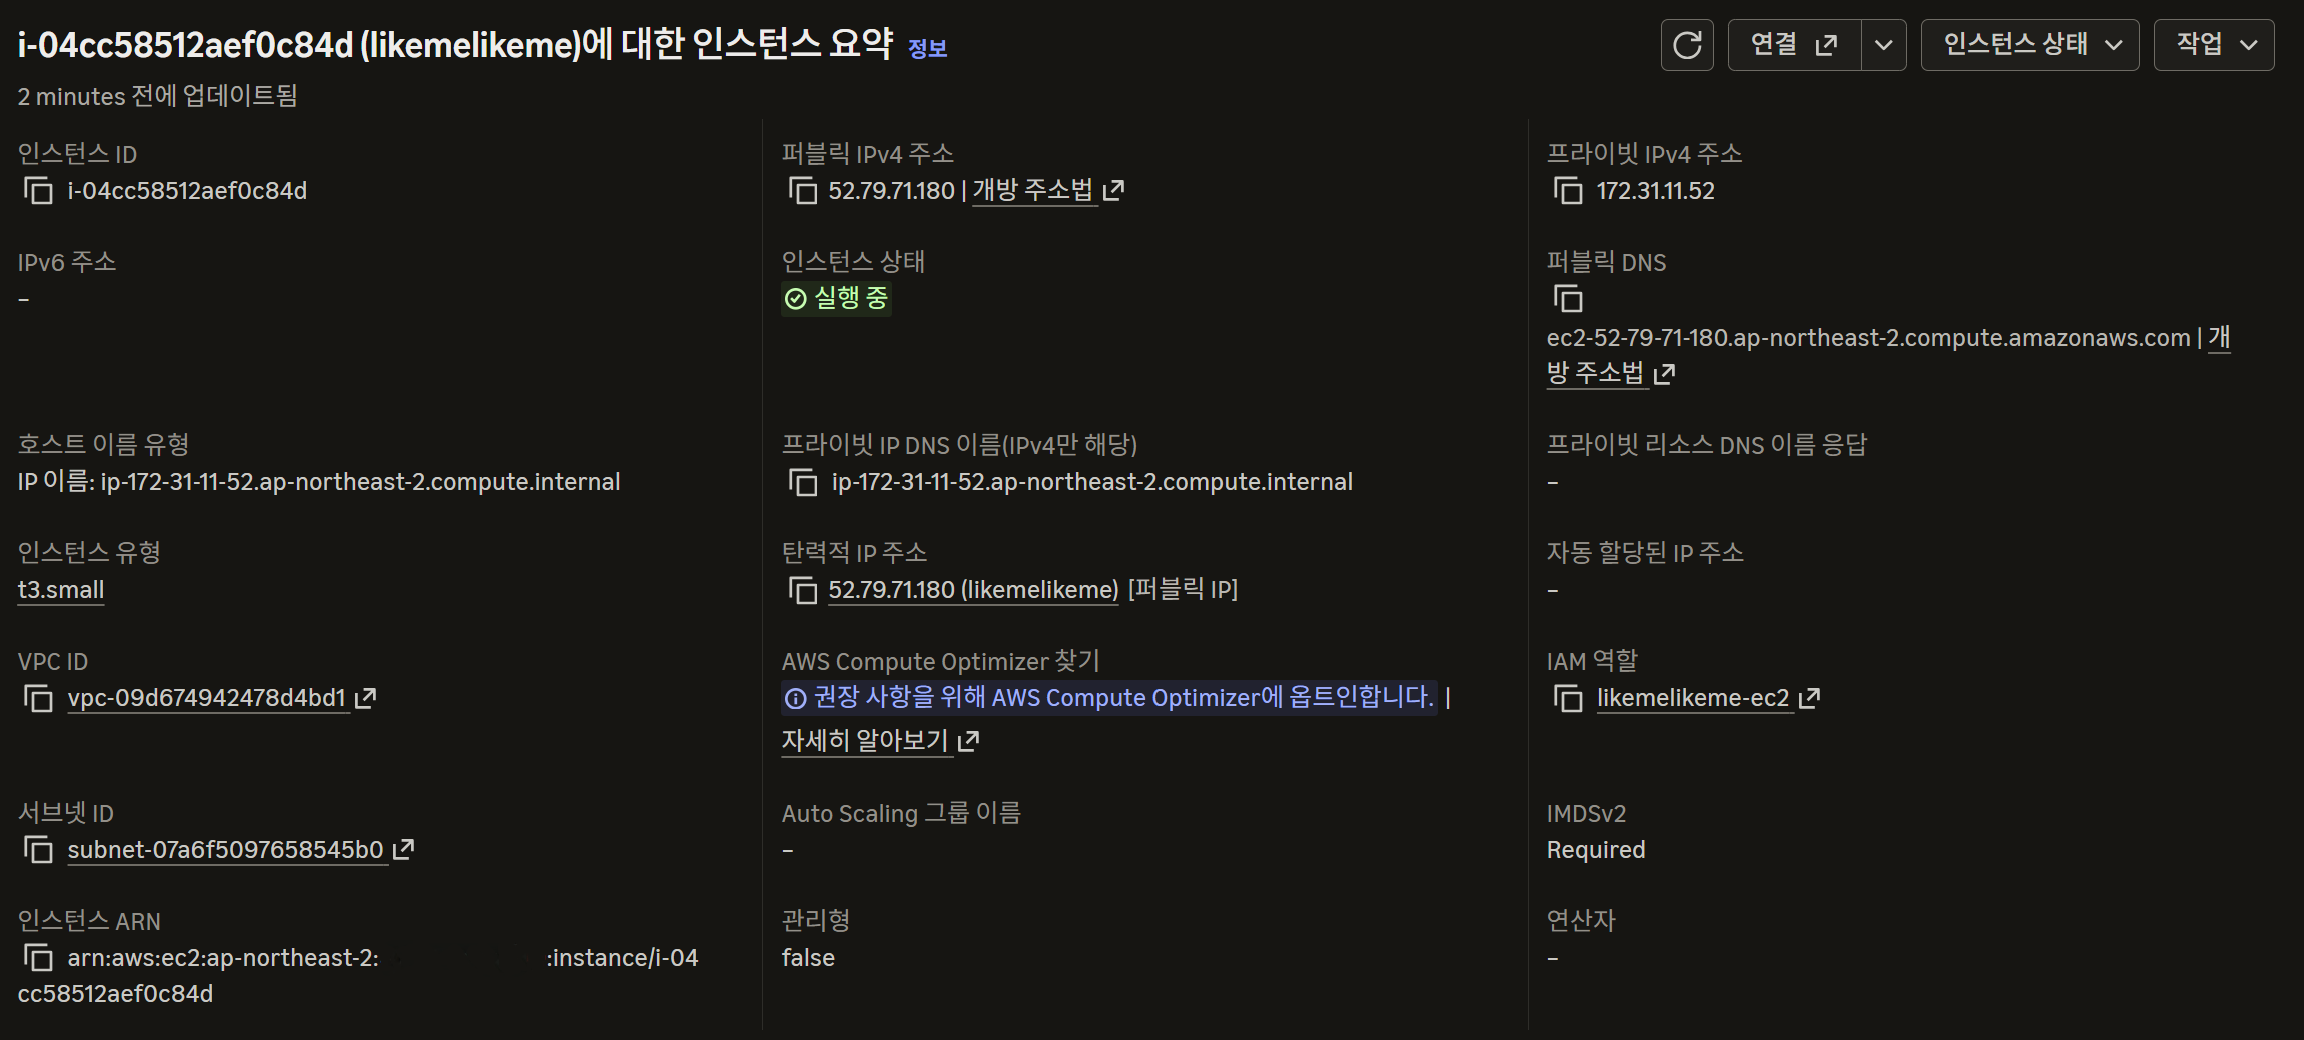 i-04cc58512aef0c84d (likemelikeme)에 대한 인스턴스 요약 정보
2 minutes 전에 업데이트됨
연결
인스턴스 상태
작업
인스턴스 ID
i-04cc58512aef0c84d
퍼블릭 IPv4 주소
52.79.71.180 | 개방 주소법
프라이빗 IPv4 주소
172.31.11.52
IPv6 주소
–
인스턴스 상태
실행 중
퍼블릭 DNS
ec2-52-79-71-180.ap-northeast-2.compute.amazonaws.com | 개
방 주소법
호스트 이름 유형
IP 이름: ip-172-31-11-52.ap-northeast-2.compute.internal
프라이빗 IP DNS 이름(IPv4만 해당)
ip-172-31-11-52.ap-northeast-2.compute.internal
프라이빗 리소스 DNS 이름 응답
–
인스턴스 유형
t3.small
탄력적 IP 주소
52.79.71.180 (likemelikeme) [퍼블릭 IP]
자동 할당된 IP 주소
–
VPC ID
vpc-09d674942478d4bd1
AWS Compute Optimizer 찾기
권장 사항을 위해 AWS Compute Optimizer에 옵트인합니다. |
자세히 알아보기
IAM 역할
likemelikeme-ec2
서브넷 ID
subnet-07a6f5097658545b0
Auto Scaling 그룹 이름
–
IMDSv2
Required
인스턴스 ARN
arn:aws:ec2:ap-northeast-2: :instance/i-04
cc58512aef0c84d
관리형
false
연산자
–